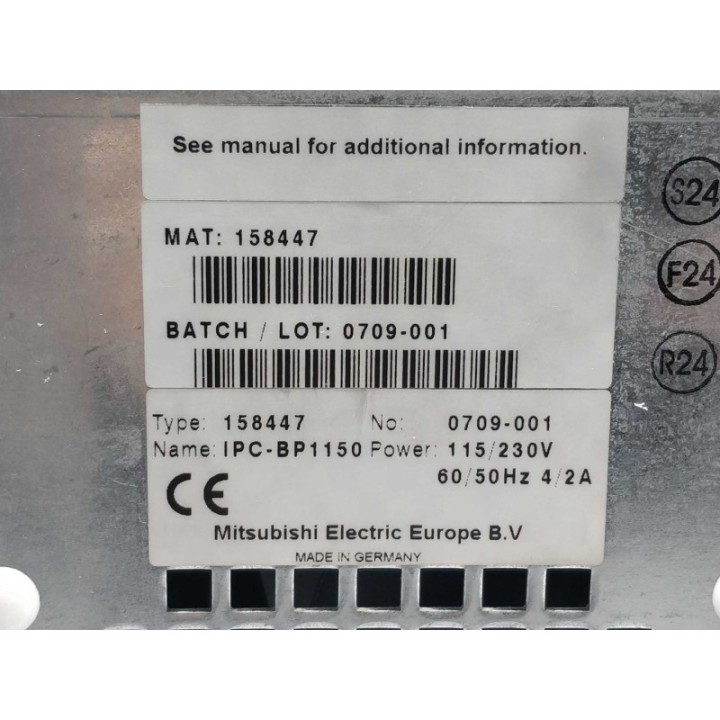 See manual for additional information.
MAT: 158447
BATCH / LOT: 0709-001
Type: 158447 No: 0709-001
Name: IPC-BP1150 Power: 115/230V
60/50Hz 4/2A
CE
Mitsubishi Electric Europe B.V
MADE IN GERMANY
S24
F24
R24